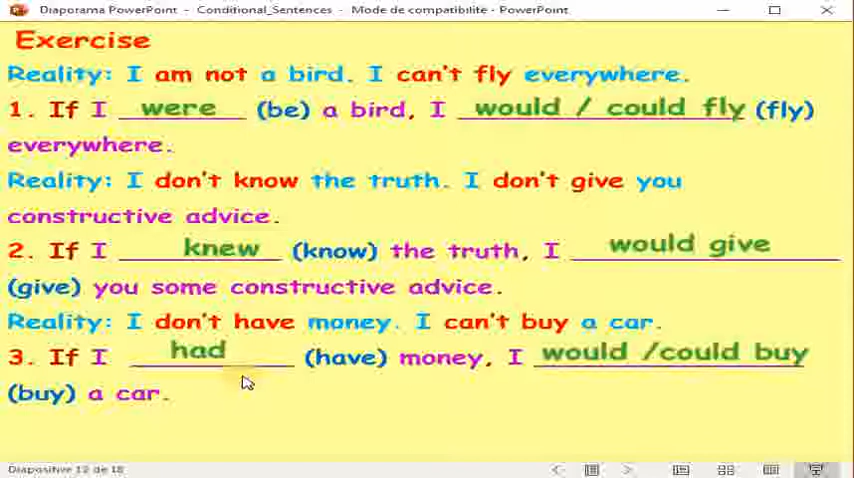 Diaporama PowerPoint - Conditional_Sentences - Mode de compatibilité - PowerPoint
Exercise
Reality: I am not a bird. I can't fly everywhere.
1. If I were (be) a bird, I would / could fly (fly)
everywhere.
Reality: I don't know the truth. I don't give you
constructive advice.
2. If I knew (know) the truth, I would give
(give) you some constructive advice.
Reality: I don't have money. I can't buy a car.
3. If I had (have) money, I would /could buy
(buy) a car.
Diapositive 12 de 18